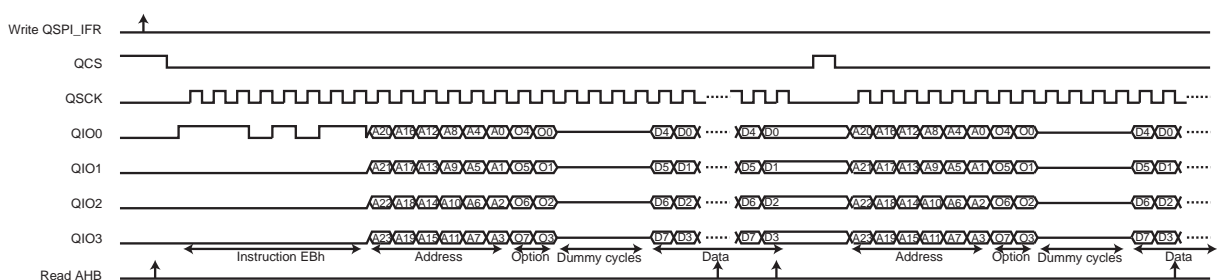 Write QSPI_IFR
QCS
QSCK
QIO0 A20 A16 A12 A8 A4 A0 O4 O0 D4 D0 D4 D0 A20 A16 A12 A8 A4 A0 O4 O0 D4 D0
QIO1 A21 A17 A13 A9 A5 A1 O5 O1 D5 D1 D5 D1 A21 A17 A13 A9 A5 A1 O5 O1 D5 D1
QIO2 A22 A18 A14 A10 A6 A2 O6 O2 D6 D2 D6 D2 A22 A18 A14 A10 A6 A2 O6 O2 D6 D2
QIO3 A23 A19 A15 A11 A7 A3 O7 O3 D7 D3 D7 D3 A23 A19 A15 A11 A7 A3 O7 O3 D7 D3
Instruction EBh Address Option Dummy cycles Data Address Option Dummy cycles Data
Read AHB